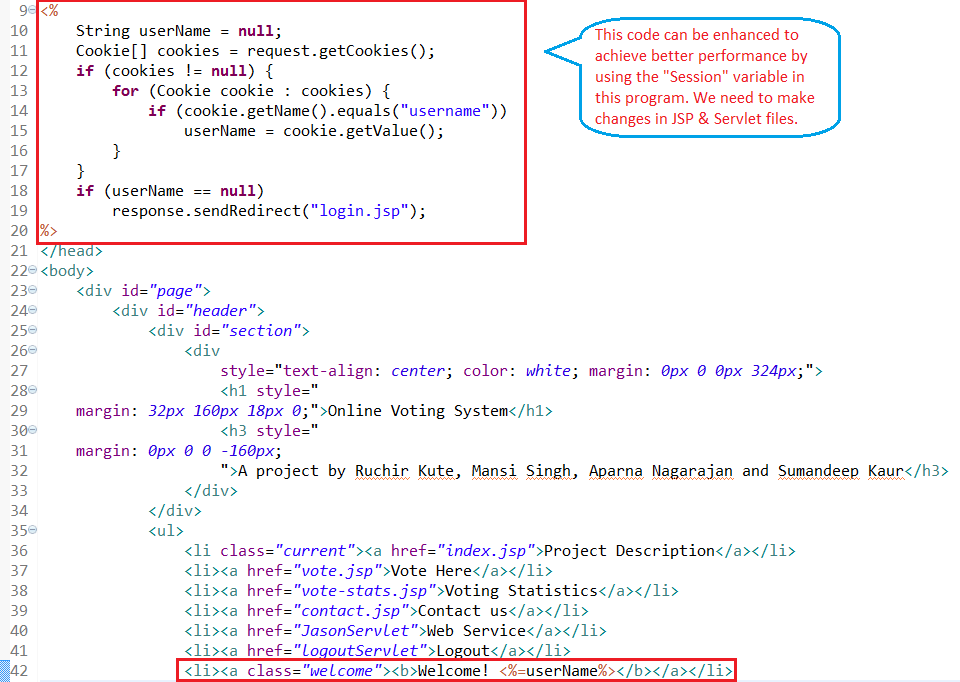 9 <%
10 String userName = null;
11 Cookie[] cookies = request.getCookies();
12 if (cookies != null) {
13 for (Cookie cookie : cookies) {
14 if (cookie.getName().equals("username"))
15 userName = cookie.getValue();
16 }
17 }
18 if (userName == null)
19 response.sendRedirect("login.jsp");
20 %>
This code can be enhanced to
achieve better performance by
using the "Session" variable in
this program. We need to make
changes in JSP & Servlet files.
21 </head>
22 <body>
23 <div id="page">
24 <div id="header">
25 <div id="section">
26 <div
27 style="text-align: center; color: white; margin: 0px 0 0px 324px;">
28 <h1 style="
29 margin: 32px 160px 18px 0;">Online Voting System</h1>
30 <h3 style="
31 margin: 0px 0 0 -160px;
32 ">A project by Ruchir Kute, Mansi Singh, Aparna Nagarajan and Sumandeep Kaur</h3>
33 </div>
34 </div>
35 <ul>
36 <li class="current"><a href="index.jsp">Project Description</a></li>
37 <li><a href="vote.jsp">Vote Here</a></li>
38 <li><a href="vote-stats.jsp">Voting Statistics</a></li>
39 <li><a href="contact.jsp">Contact us</a></li>
40 <li><a href="JasonServlet">Web Service</a></li>
41 <li><a href="logoutServlet">Logout</a></li>
42 <li><a class="welcome"><b>Welcome! <%=userName%></b></a></li>